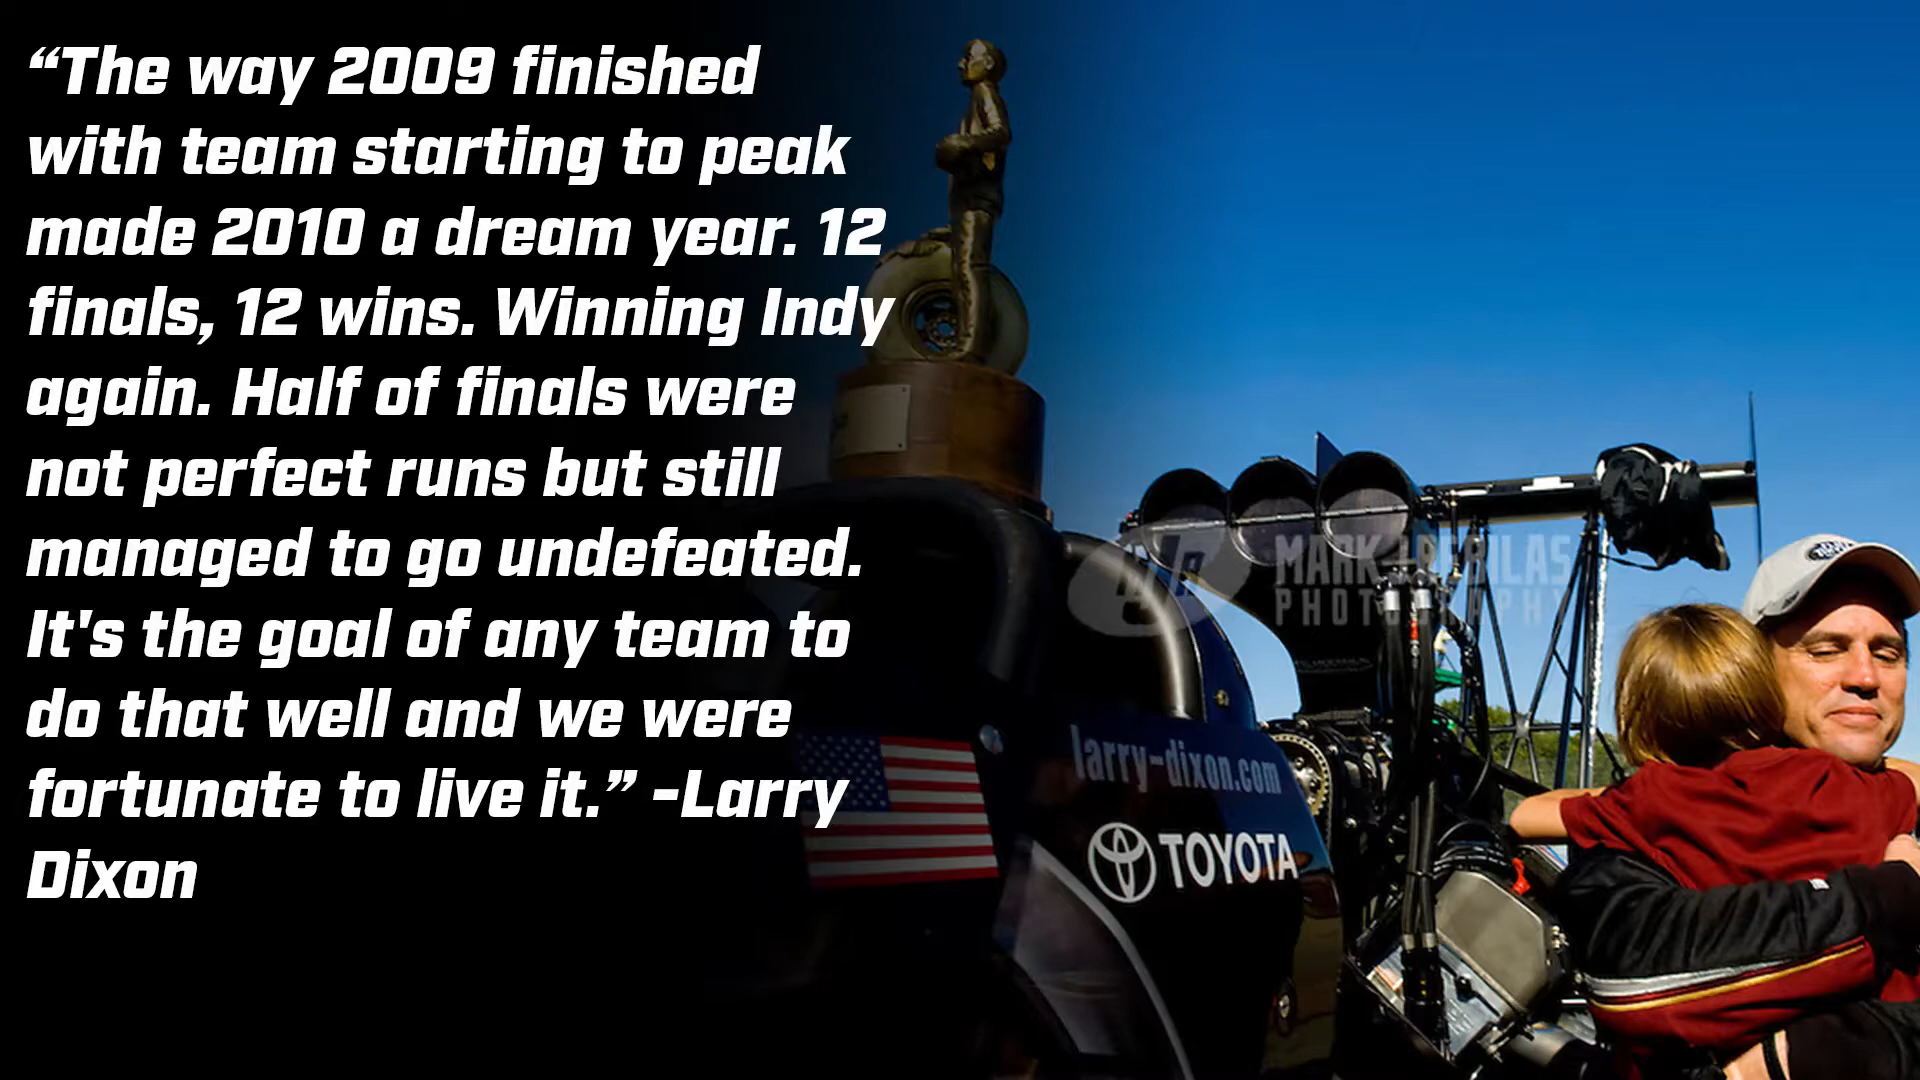 “The way 2009 finished
with team starting to peak
made 2010 a dream year. 12
finals, 12 wins. Winning Indy
again. Half of finals were
not perfect runs but still
managed to go undefeated.
It's the goal of any team to
do that well and we were
fortunate to live it.” -Larry
Dixon
PHOTOGRAPHY
larry-dixon.com
TOYOTA